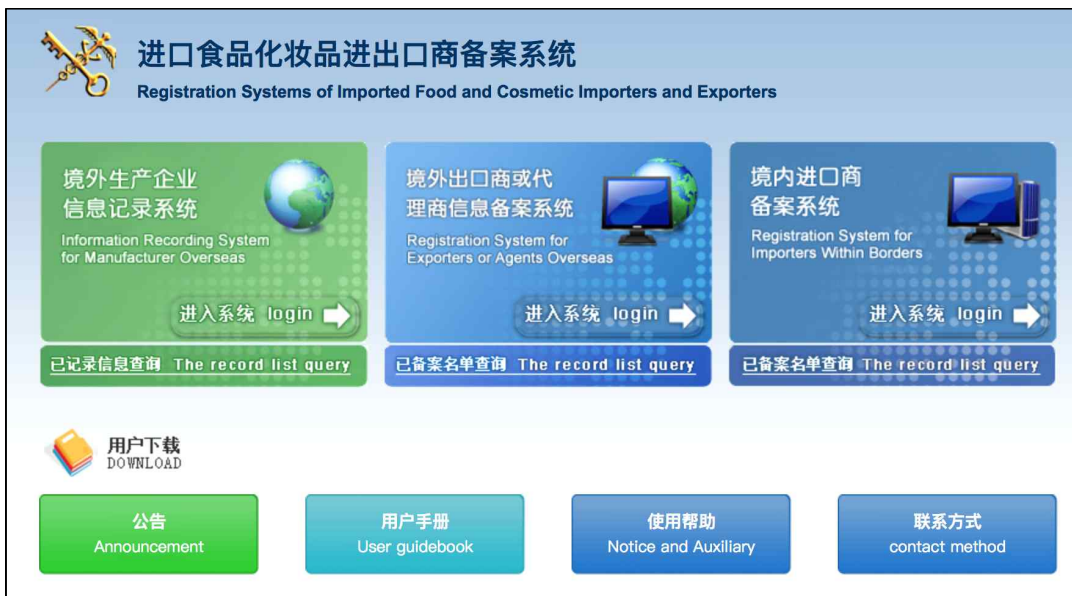 进口食品化妆品进出口商备案系统
Registration Systems of Imported Food and Cosmetic Importers and Exporters
境外生产企业
信息记录系统
Information Recording System
for Manufacturer Overseas
进入系统 login
已记录信息查询 The record list query
境外出口商或代
理商信息备案系统
Registration System for
Exporters or Agents Overseas
进入系统 login
已备案名单查询 The record list query
境内进口商
备案系统
Registration System for
Importers Within Borders
进入系统 login
已备案名单查询 The record list query
用户下载
DOWNLOAD
公告
Announcement
用户手册
User guidebook
使用帮助
Notice and Auxiliary
联系方式
contact method